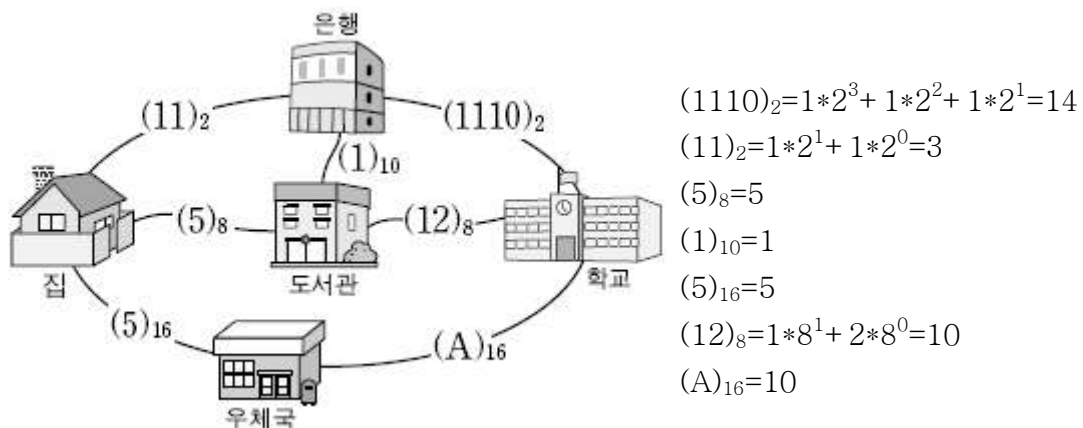 은행
(11)₂
(1110)₂
(1)₁₀
(5)₈
(12)₈
집
도서관
학교
(5)₁₆
(A)₁₆
우체국
(1110)₂=1*2³+1*2²+1*2¹=14
(11)₂=1*2¹+1*2⁰=3
(5)₈=5
(1)₁₀=1
(5)₁₆=5
(12)₈=1*8¹+2*8⁰=10
(A)₁₆=10